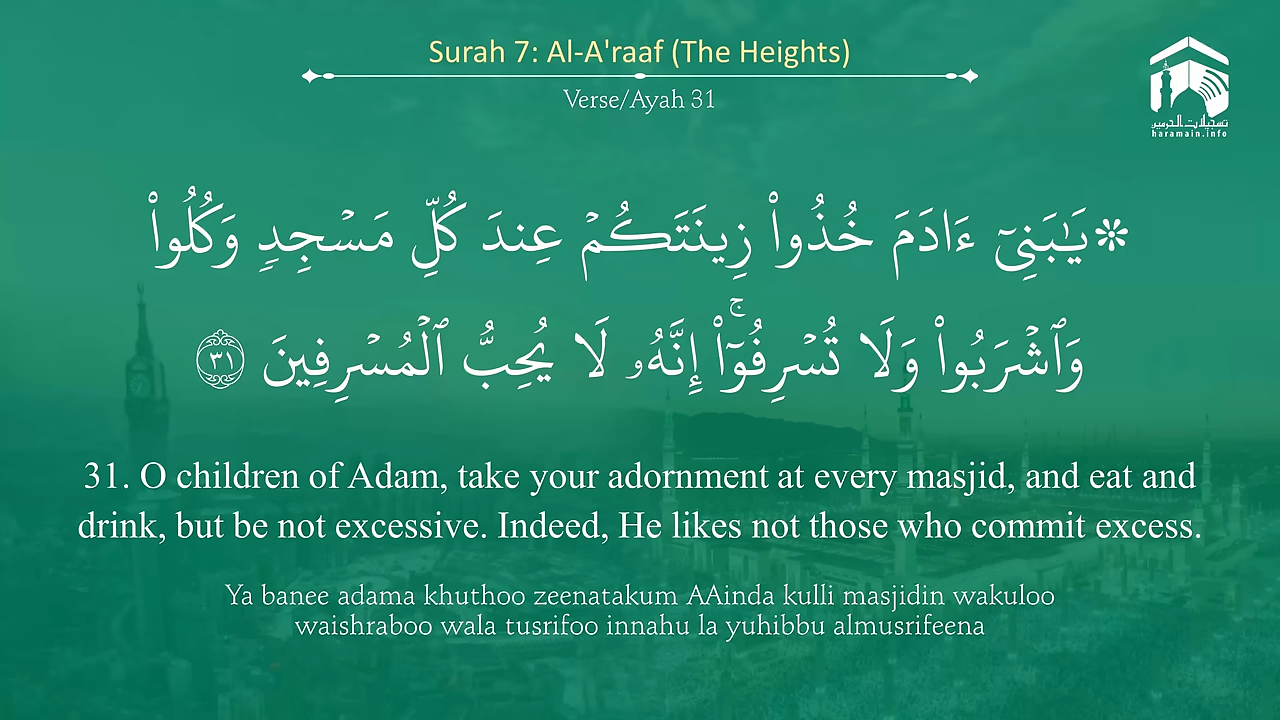 Surah 7: Al-A'raaf (The Heights)
Verse/Ayah 31
تسجيلات الحرمين
haramain.info
۞ يَـٰبَنِىٓ ءَادَمَ خُذُوا۟ زِينَتَكُمْ عِندَ كُلِّ مَسْجِدٍ وَكُلُوا۟
وَٱشْرَبُوا۟ وَلَا تُسْرِفُوٓا۟ ۚ إِنَّهُۥ لَا يُحِبُّ ٱلْمُسْرِفِينَ ٣١
31. O children of Adam, take your adornment at every masjid, and eat and
drink, but be not excessive. Indeed, He likes not those who commit excess.
Ya banee adama khuthoo zeenatakum AAinda kulli masjidin wakuloo
waishraboo wala tusrifoo innahu la yuhibbu almusrifeena